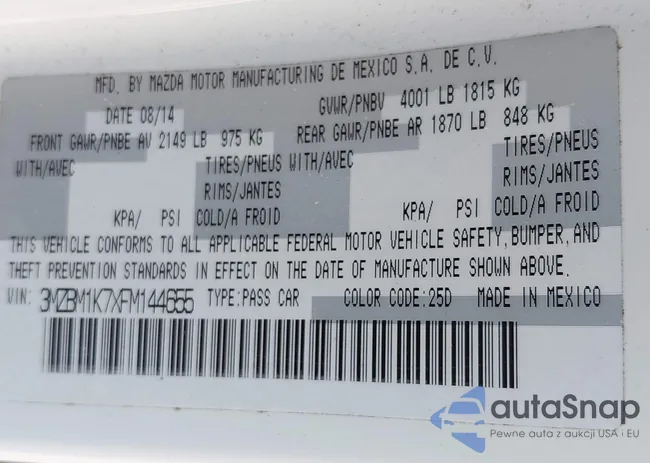 MFD. BY MAZDA MOTOR MANUFACTURING DE MEXICO S.A. DE C.V.
DATE 08/14 GVWR/PNBV 4001 LB 1815 KG
FRONT GAWR/PNBE AV 2149 LB 975 KG REAR GAWR/PNBE AR 1870 LB 848 KG
WITH/AVEC TIRES/PNEUS WITH/AVEC TIRES/PNEUS
RIMS/JANTES RIMS/JANTES
KPA/ PSI COLD/A FROID KPA/ PSI COLD/A FROID
THIS VEHICLE CONFORMS TO ALL APPLICABLE FEDERAL MOTOR VEHICLE SAFETY, BUMPER, AND
THEFT PREVENTION STANDARDS IN EFFECT ON THE DATE OF MANUFACTURE SHOWN ABOVE.
VIN: 3MZBM1K7XFM144655 TYPE: PASS CAR COLOR CODE: 25D MADE IN MEXICO
autaSnap
Pewne auta z aukcji USA i EU